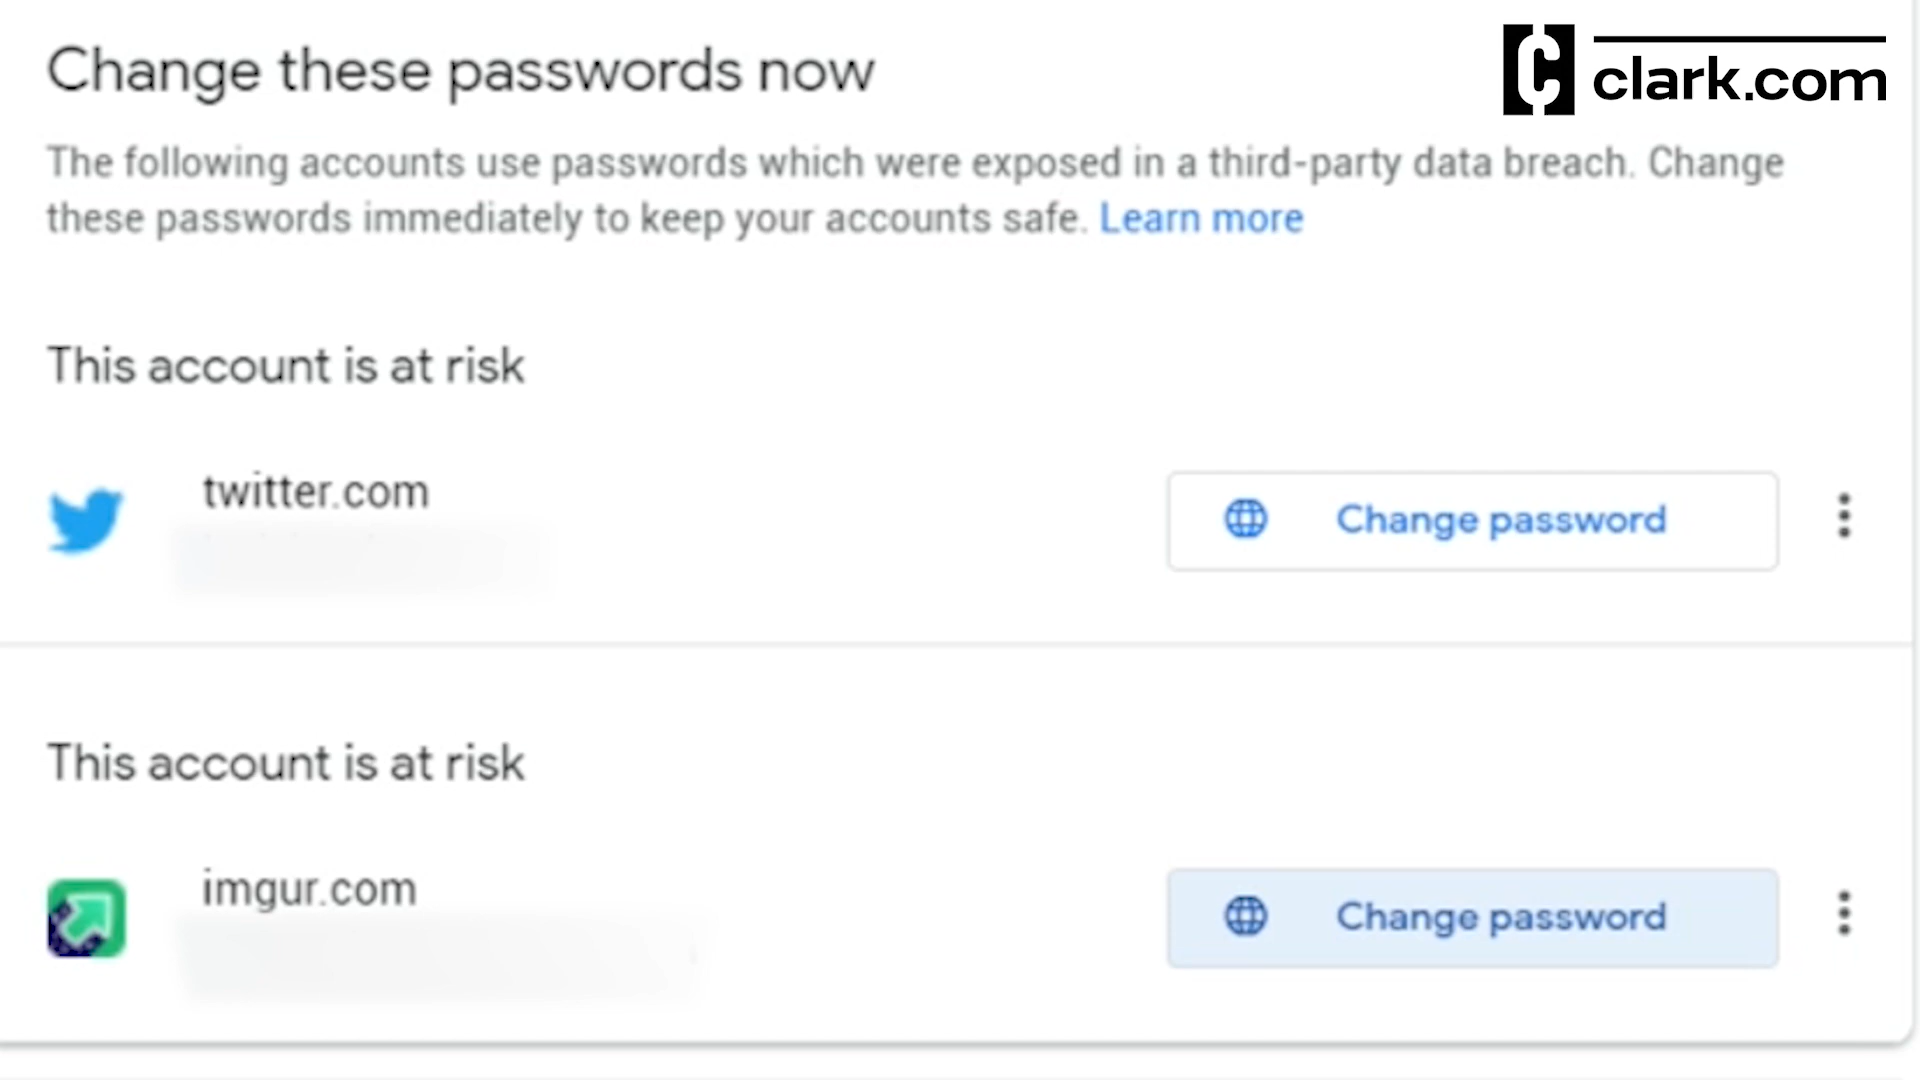 Change these passwords now
clark.com
The following accounts use passwords which were exposed in a third-party data breach. Change
these passwords immediately to keep your accounts safe. Learn more
This account is at risk
twitter.com
Change password
This account is at risk
imgur.com
Change password